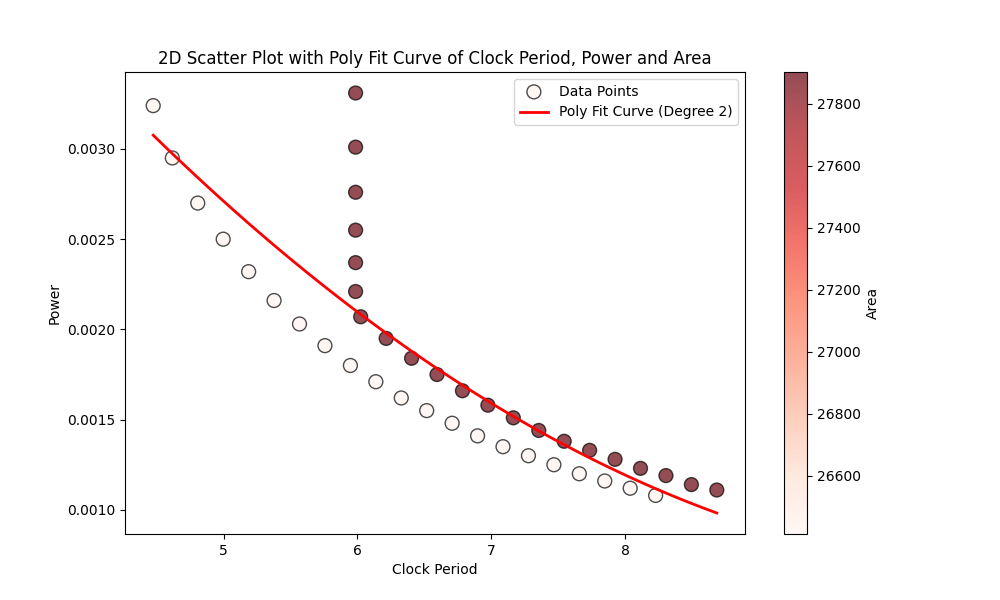 2D Scatter Plot with Poly Fit Curve of Clock Period, Power and Area
Data Points
Poly Fit Curve (Degree 2)
Power
0.0030
0.0025
0.0020
0.0015
0.0010
5
6
7
8
Clock Period
27800
27600
27400
27200
27000
26800
26600
Area